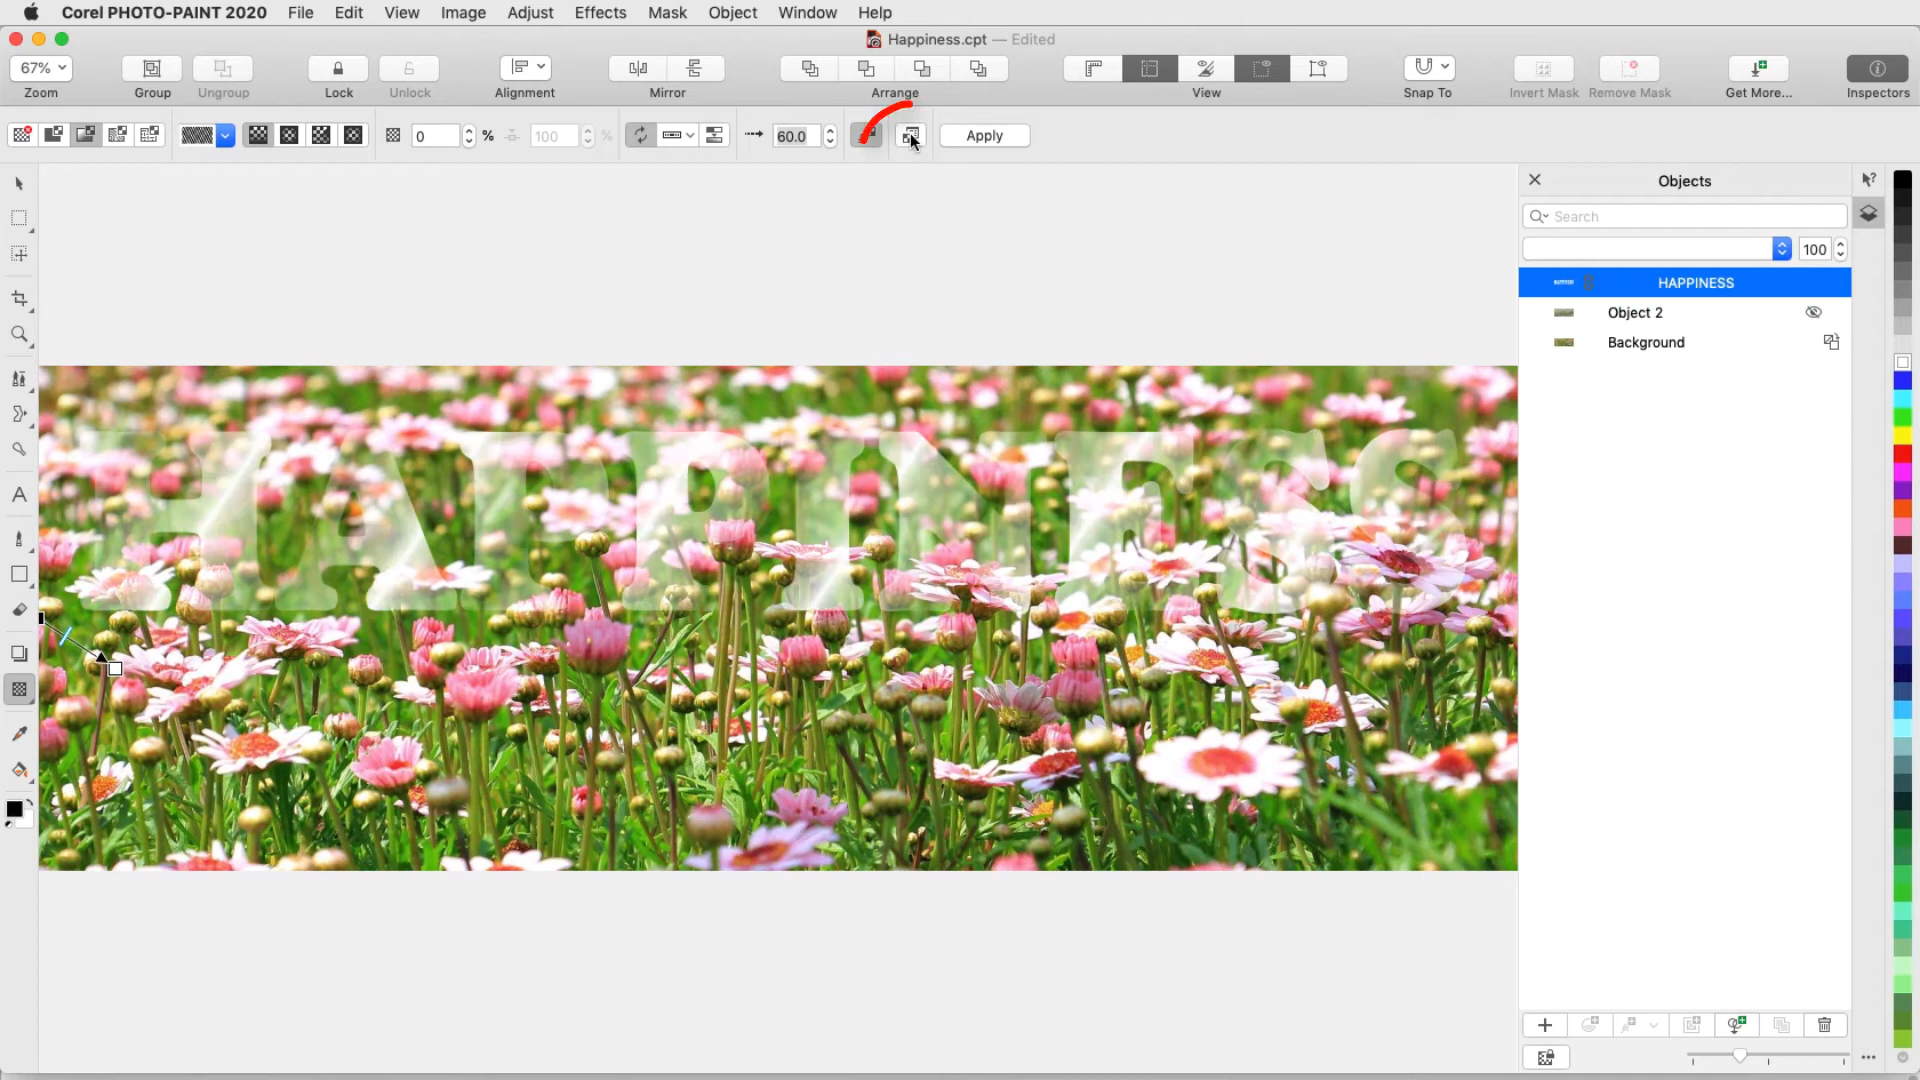 Corel PHOTO-PAINT 2020 File Edit View Image Adjust Effects Mask Object Window Help
Happiness.cpt — Edited
67%
Zoom Group Ungroup Lock Unlock Alignment Mirror Arrange View Snap To Invert Mask Remove Mask Get More... Inspectors
0 % 100 % 60.0 Apply
Objects
Search
100
HAPPINESS
Object 2
Background
HAPPINESS